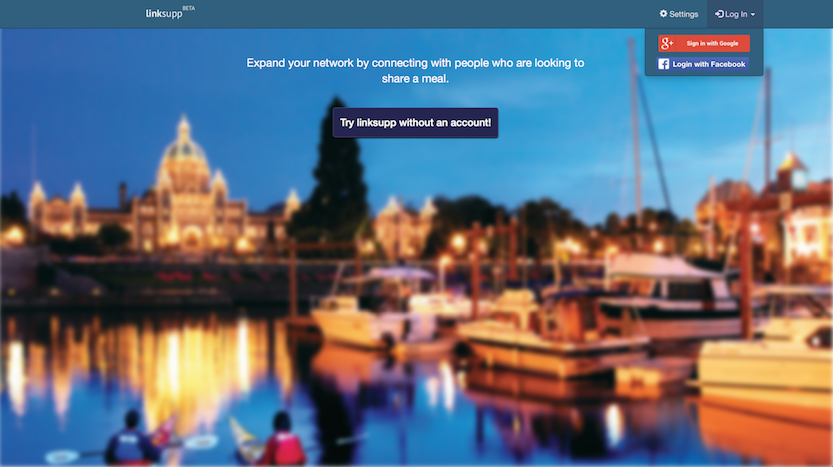 linksupp BETA
Settings
Log In
Sign in with Google
Login with Facebook
Expand your network by connecting with people who are looking to
share a meal.
Try linksupp without an account!